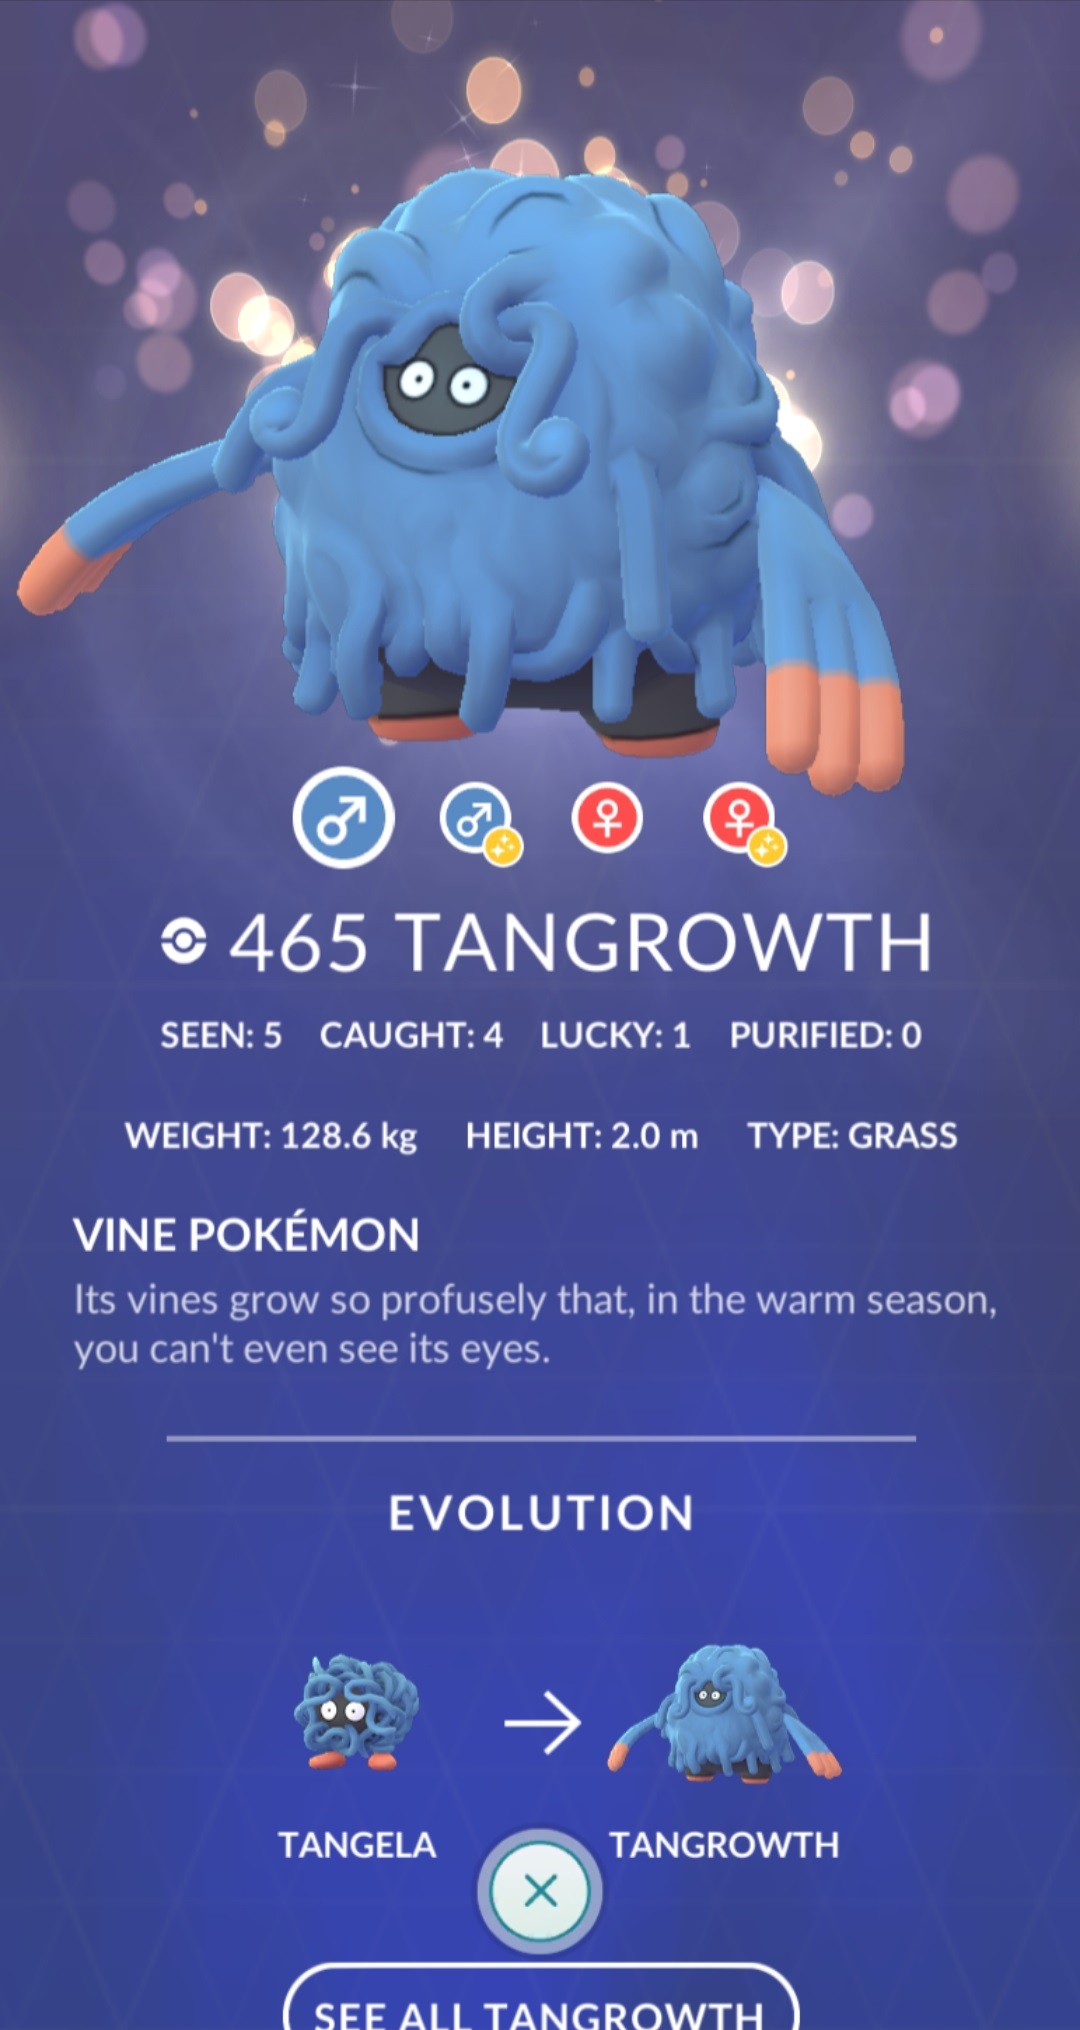 465 TANGROWTH
SEEN: 5 CAUGHT: 4 LUCKY: 1 PURIFIED: 0
WEIGHT: 128.6 kg HEIGHT: 2.0 m TYPE: GRASS
VINE POKÉMON
Its vines grow so profusely that, in the warm season,
you can't even see its eyes.
EVOLUTION
TANGELA TANGROWTH
SEE ALL TANGROWTH